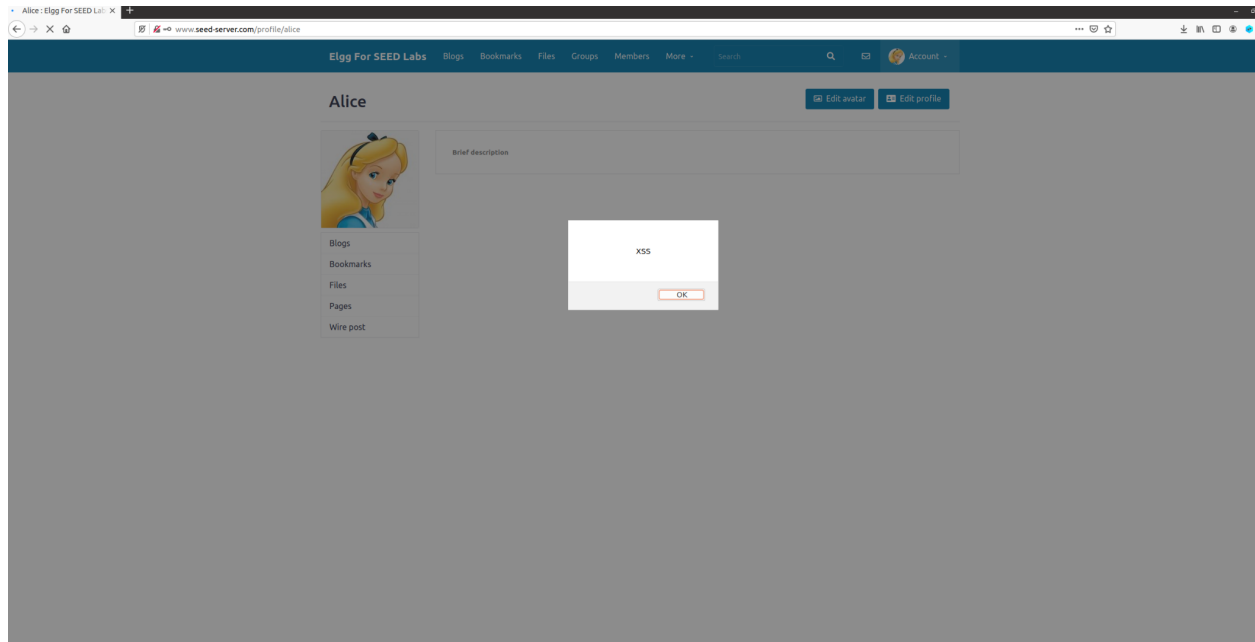 Alice : Elgg For SEED Lab
www.seed-server.com/profile/alice
Elgg For SEED Labs Blogs Bookmarks Files Groups Members More Search Account
Alice
Edit avatar Edit profile
Brief description
Blogs
Bookmarks
Files
Pages
Wire post
xss
OK